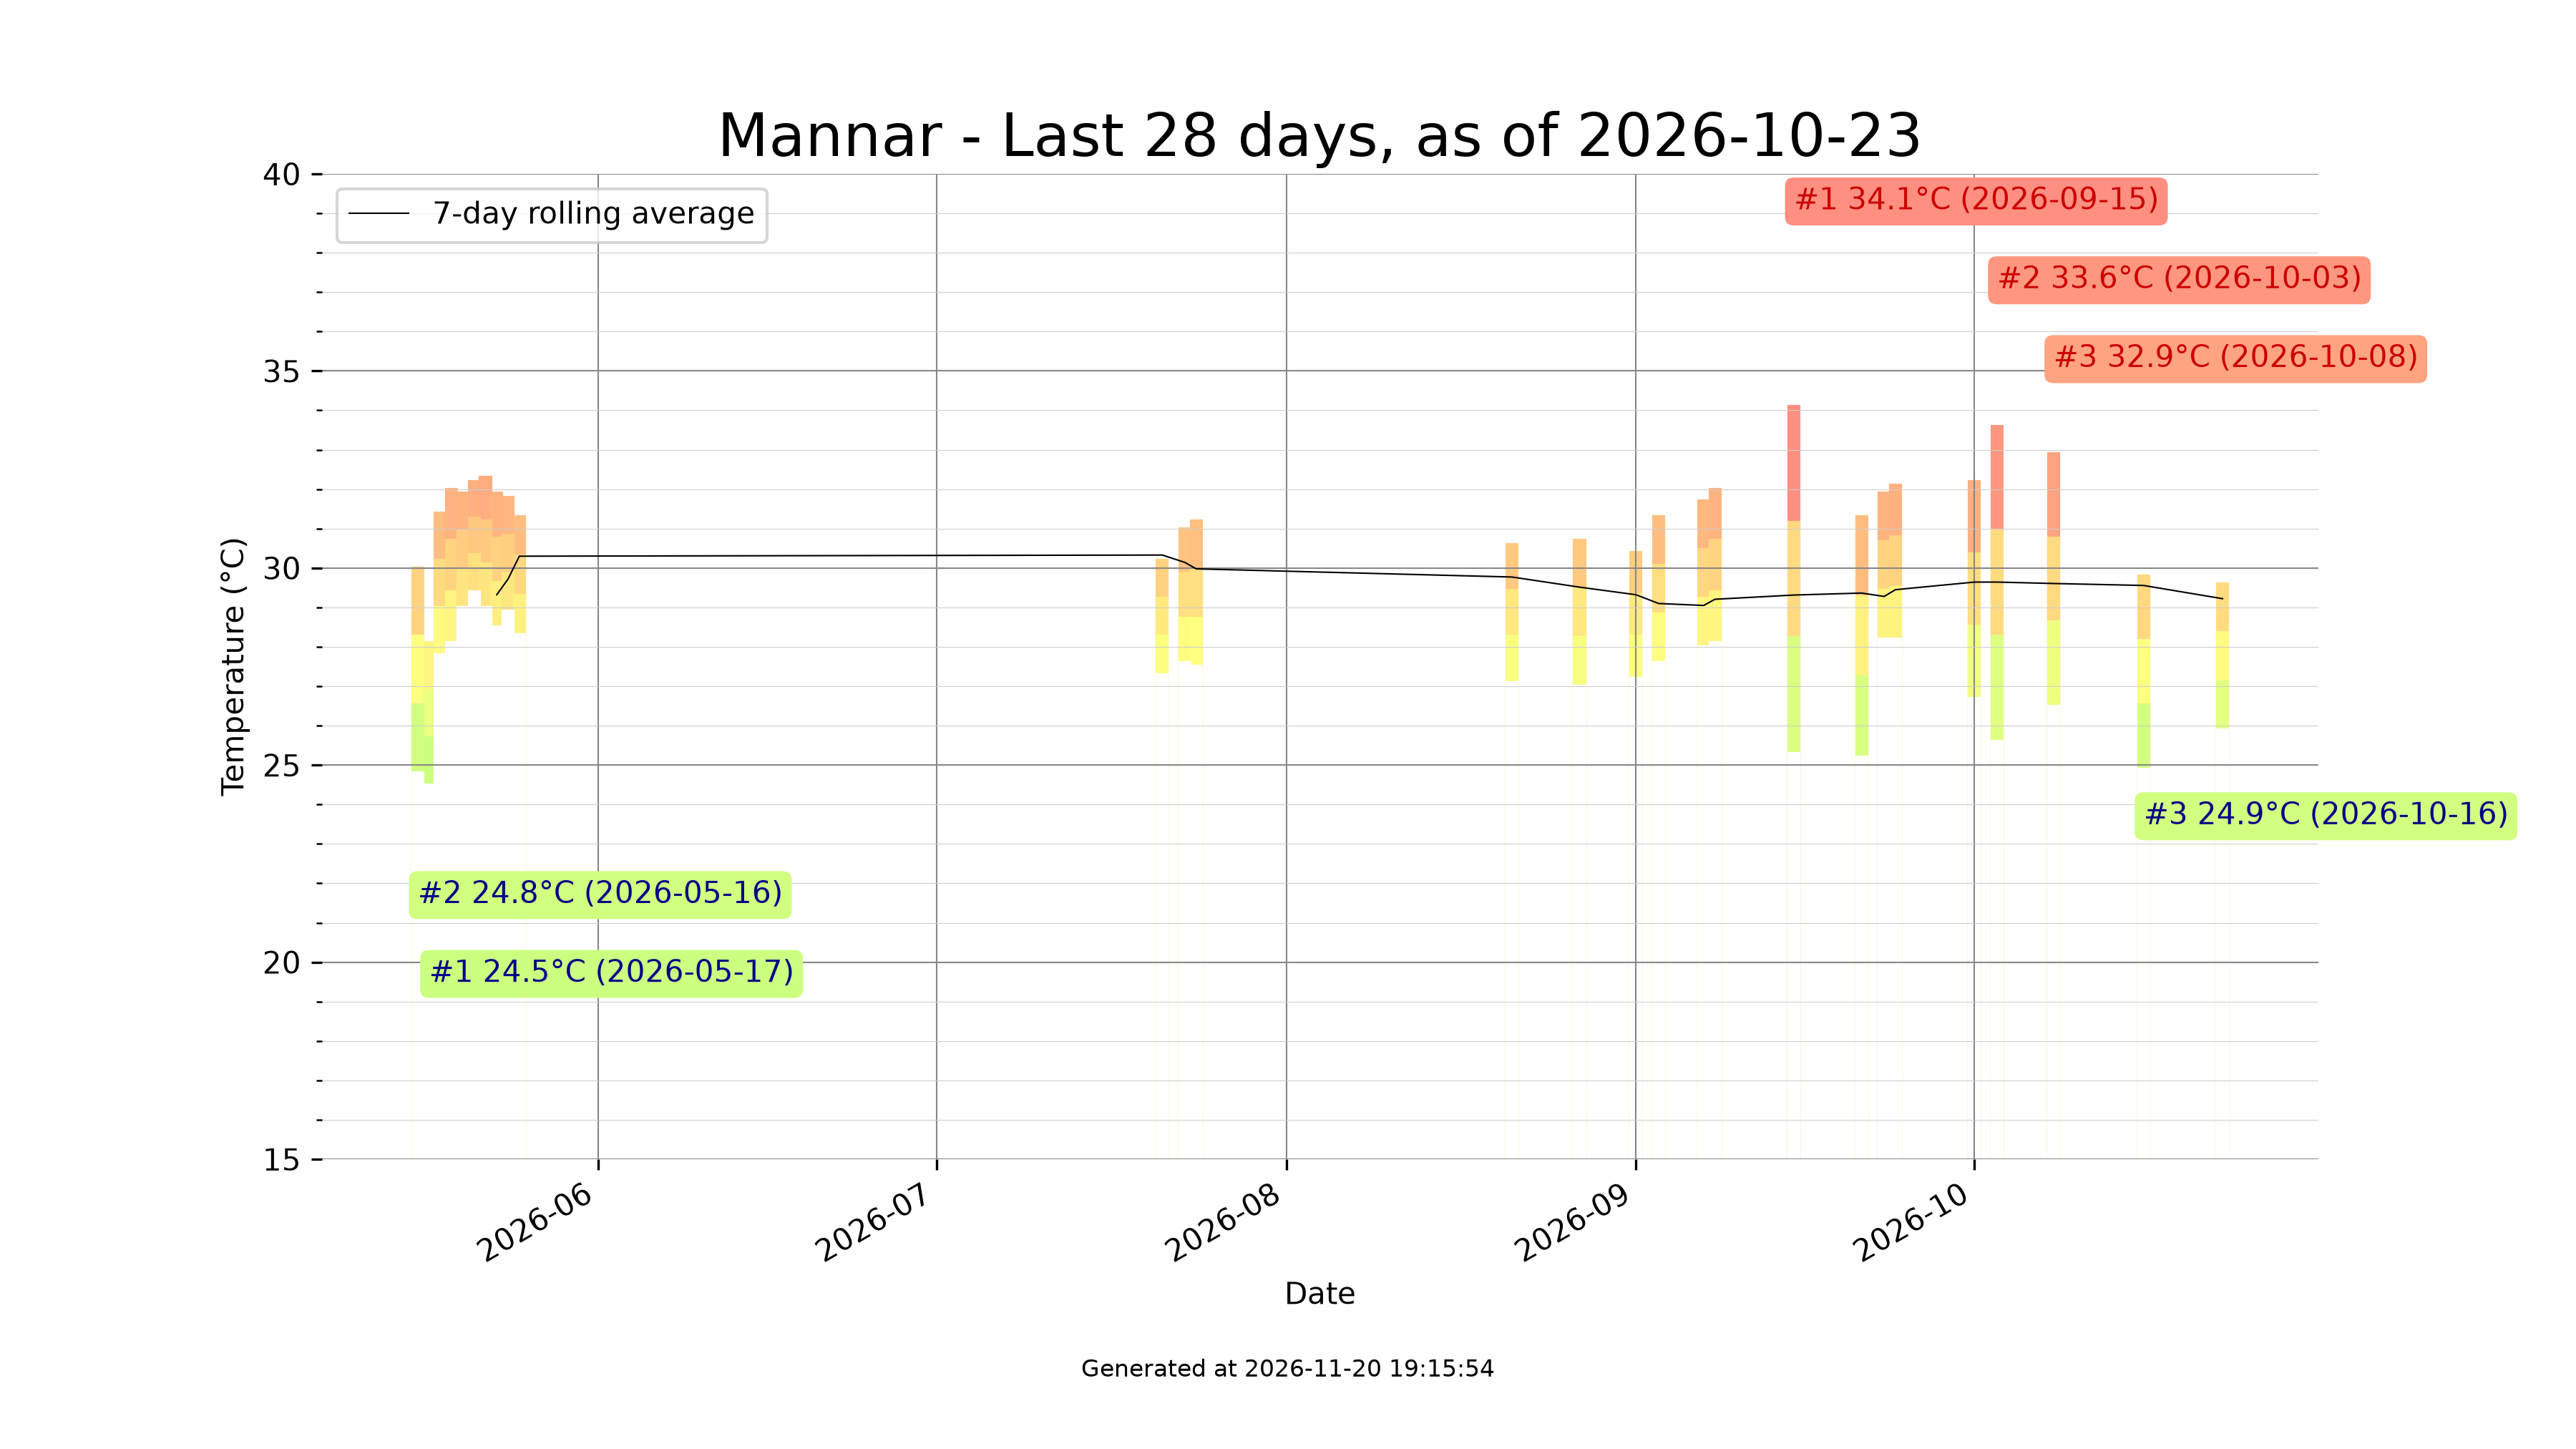 Mannar - Last 28 days, as of 2026-10-23
40
7-day rolling average
#1 34.1°C (2026-09-15)
#2 33.6°C (2026-10-03)
#3 32.9°C (2026-10-08)
35
30
25
20
15
Temperature (°C)
#3 24.9°C (2026-10-16)
#2 24.8°C (2026-05-16)
#1 24.5°C (2026-05-17)
2026-06
2026-07
2026-08
2026-09
2026-10
Date
Generated at 2026-11-20 19:15:54